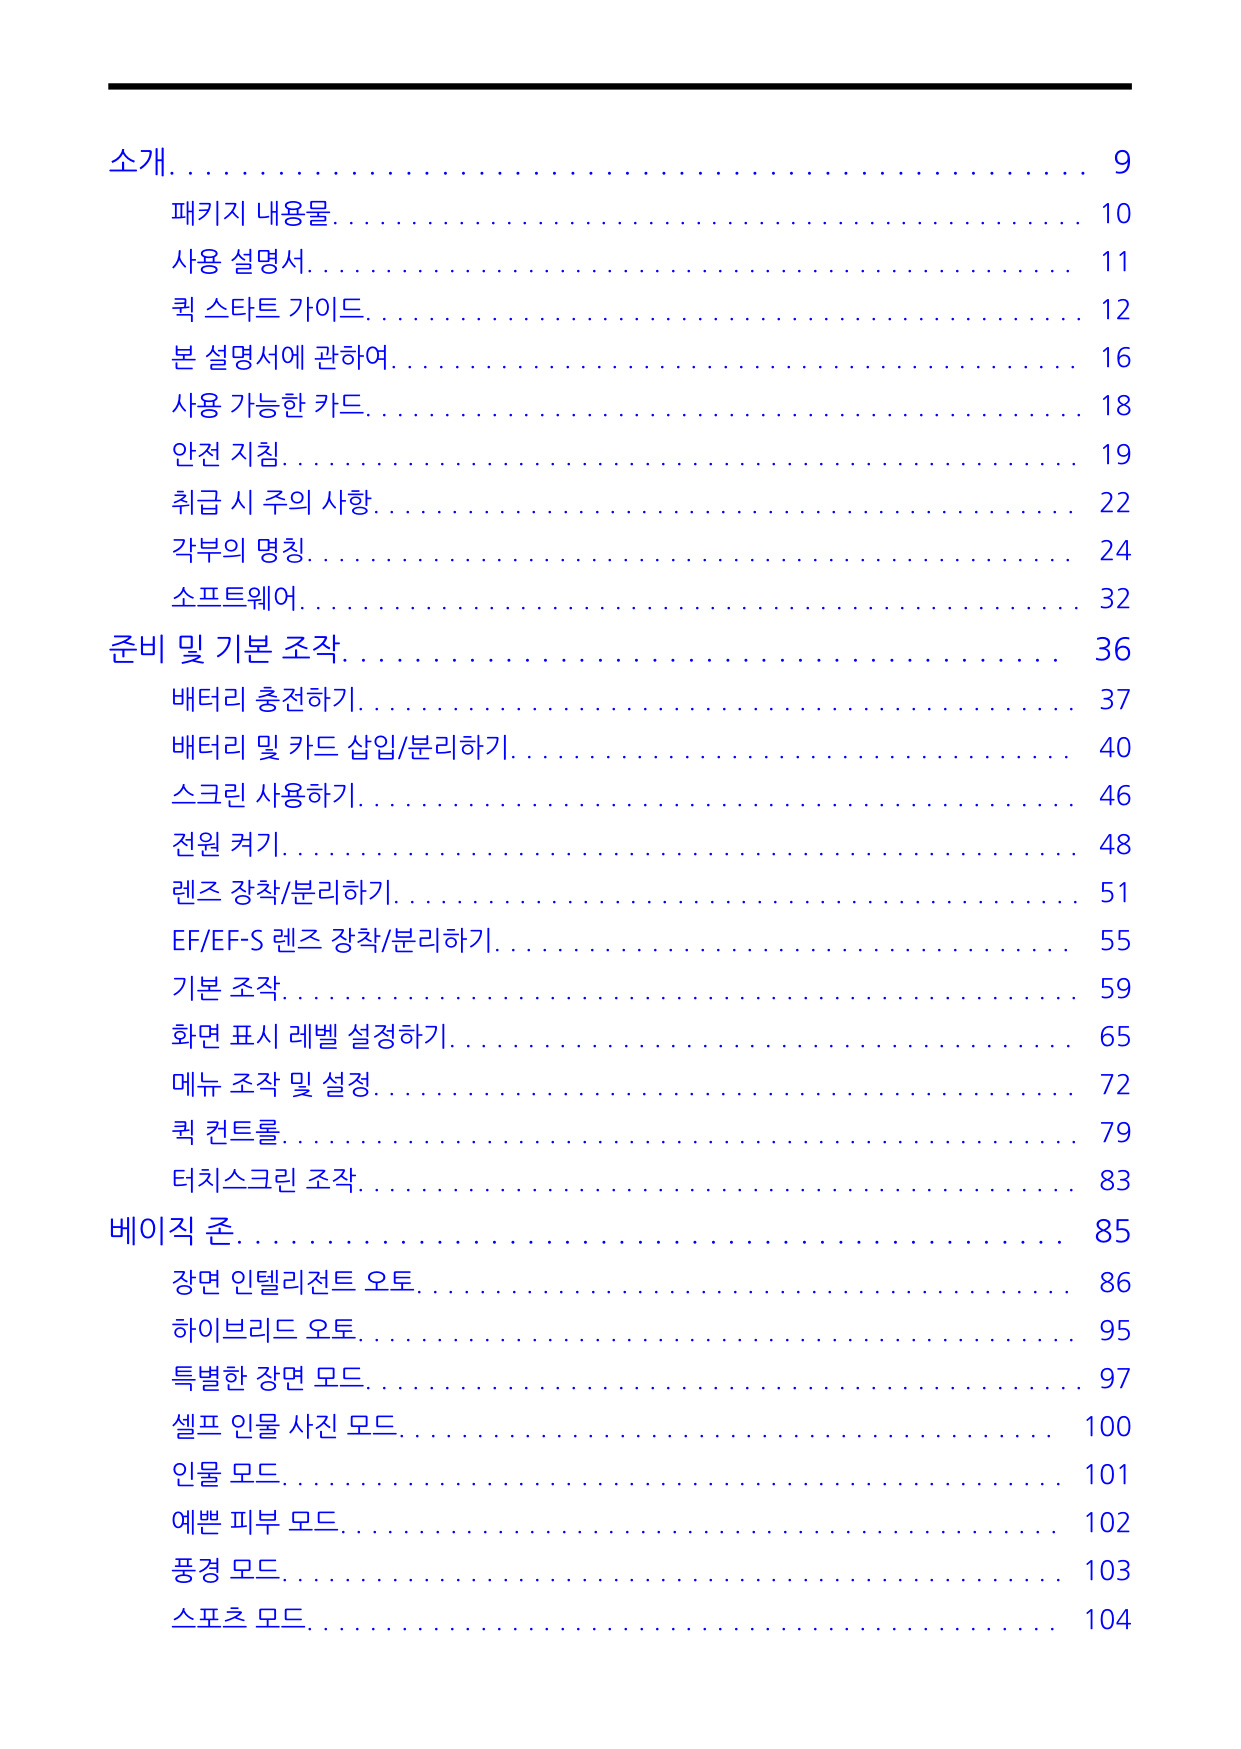 소개. . . . . . . . . . . . . . . . . . . . . . . . . . . . . . . . . . . . . . . . . . . . . . . . . . . 9
패키지 내용물. . . . . . . . . . . . . . . . . . . . . . . . . . . . . . . . . . . . . . . . . . . . . . . . 10
사용 설명서. . . . . . . . . . . . . . . . . . . . . . . . . . . . . . . . . . . . . . . . . . . . . . . . . 11
퀵 스타트 가이드. . . . . . . . . . . . . . . . . . . . . . . . . . . . . . . . . . . . . . . . . . . . . . 12
본 설명서에 관하여. . . . . . . . . . . . . . . . . . . . . . . . . . . . . . . . . . . . . . . . . . . . 16
사용 가능한 카드. . . . . . . . . . . . . . . . . . . . . . . . . . . . . . . . . . . . . . . . . . . . . . 18
안전 지침. . . . . . . . . . . . . . . . . . . . . . . . . . . . . . . . . . . . . . . . . . . . . . . . . . . 19
취급 시 주의 사항. . . . . . . . . . . . . . . . . . . . . . . . . . . . . . . . . . . . . . . . . . . . . 22
각부의 명칭. . . . . . . . . . . . . . . . . . . . . . . . . . . . . . . . . . . . . . . . . . . . . . . . . 24
소프트웨어. . . . . . . . . . . . . . . . . . . . . . . . . . . . . . . . . . . . . . . . . . . . . . . . . . 32
준비 및 기본 조작. . . . . . . . . . . . . . . . . . . . . . . . . . . . . . . . . . . . . . . . 36
배터리 충전하기. . . . . . . . . . . . . . . . . . . . . . . . . . . . . . . . . . . . . . . . . . . . . . 37
배터리 및 카드 삽입/분리하기. . . . . . . . . . . . . . . . . . . . . . . . . . . . . . . . . . . . 40
스크린 사용하기. . . . . . . . . . . . . . . . . . . . . . . . . . . . . . . . . . . . . . . . . . . . . . 46
전원 켜기. . . . . . . . . . . . . . . . . . . . . . . . . . . . . . . . . . . . . . . . . . . . . . . . . . . 48
렌즈 장착/분리하기. . . . . . . . . . . . . . . . . . . . . . . . . . . . . . . . . . . . . . . . . . . . 51
EF/EF-S 렌즈 장착/분리하기. . . . . . . . . . . . . . . . . . . . . . . . . . . . . . . . . . . . . 55
기본 조작. . . . . . . . . . . . . . . . . . . . . . . . . . . . . . . . . . . . . . . . . . . . . . . . . . . 59
화면 표시 레벨 설정하기. . . . . . . . . . . . . . . . . . . . . . . . . . . . . . . . . . . . . . . . 65
메뉴 조작 및 설정. . . . . . . . . . . . . . . . . . . . . . . . . . . . . . . . . . . . . . . . . . . . . 72
퀵 컨트롤. . . . . . . . . . . . . . . . . . . . . . . . . . . . . . . . . . . . . . . . . . . . . . . . . . . 79
터치스크린 조작. . . . . . . . . . . . . . . . . . . . . . . . . . . . . . . . . . . . . . . . . . . . . . 83
베이직 존. . . . . . . . . . . . . . . . . . . . . . . . . . . . . . . . . . . . . . . . . . . . . . 85
장면 인텔리전트 오토. . . . . . . . . . . . . . . . . . . . . . . . . . . . . . . . . . . . . . . . . . 86
하이브리드 오토. . . . . . . . . . . . . . . . . . . . . . . . . . . . . . . . . . . . . . . . . . . . . . 95
특별한 장면 모드. . . . . . . . . . . . . . . . . . . . . . . . . . . . . . . . . . . . . . . . . . . . . . 97
셀프 인물 사진 모드. . . . . . . . . . . . . . . . . . . . . . . . . . . . . . . . . . . . . . . . . . 100
인물 모드. . . . . . . . . . . . . . . . . . . . . . . . . . . . . . . . . . . . . . . . . . . . . . . . . . 101
예쁜 피부 모드. . . . . . . . . . . . . . . . . . . . . . . . . . . . . . . . . . . . . . . . . . . . . . 102
풍경 모드. . . . . . . . . . . . . . . . . . . . . . . . . . . . . . . . . . . . . . . . . . . . . . . . . . 103
스포츠 모드. . . . . . . . . . . . . . . . . . . . . . . . . . . . . . . . . . . . . . . . . . . . . . . . 104